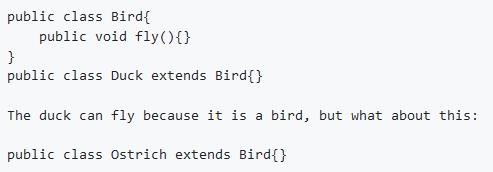 public class Bird{
    public void fly(){}
}
public class Duck extends Bird{}
The duck can fly because it is a bird, but what about this:
public class Ostrich extends Bird{}